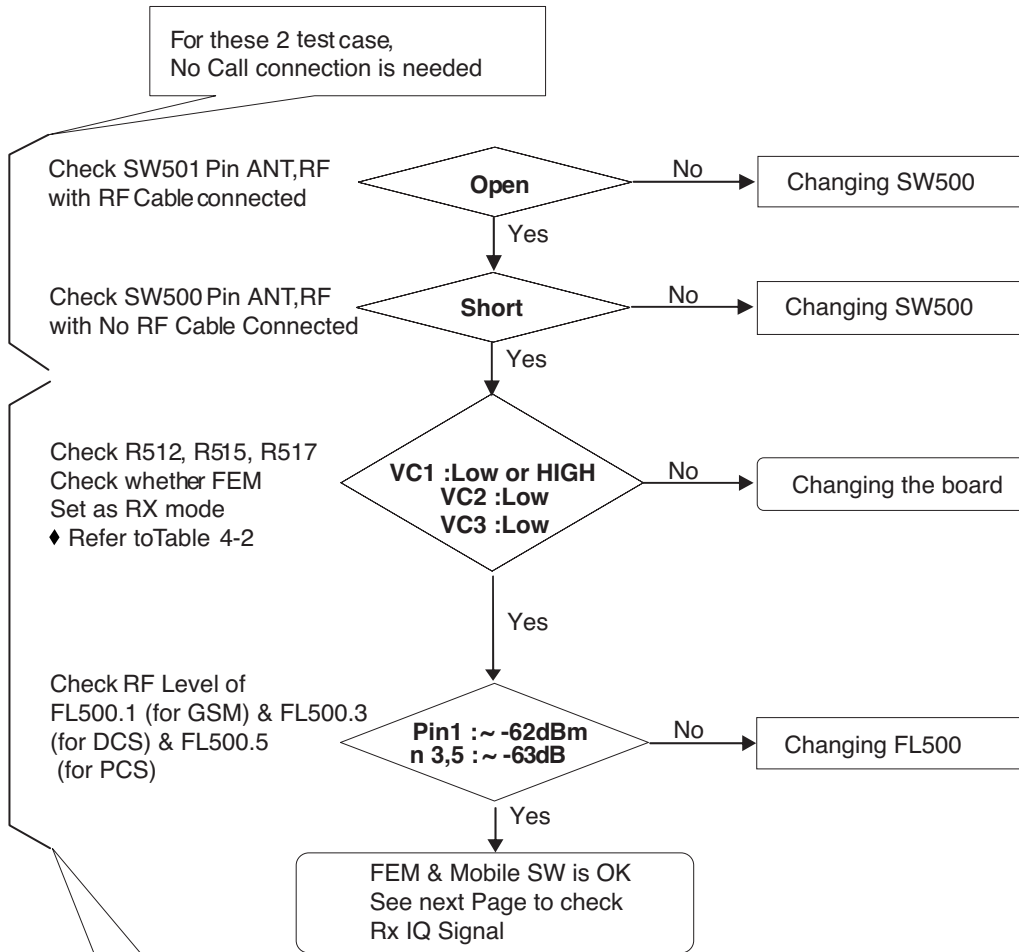 For these 2 test case,
No Call connection is needed
Check SW501 Pin ANT,RF
with RF Cable connected
Open
No
Changing SW500
Yes
Check SW500 Pin ANT,RF
with No RF Cable Connected
Short
No
Changing SW500
Yes
Check R512, R515, R517
Check whether FEM
Set as RX mode
♦ Refer toTable 4-2
VC1 :Low or HIGH
VC2 :Low
VC3 :Low
No
Changing the board
Yes
Check RF Level of
FL500.1 (for GSM) & FL500.3
(for DCS) & FL500.5
(for PCS)
Pin1 :~ -62dBm
n 3,5 :~ -63dB
No
Changing FL500
Yes
FEM & Mobile SW is OK
See next Page to check
Rx IQ Signal